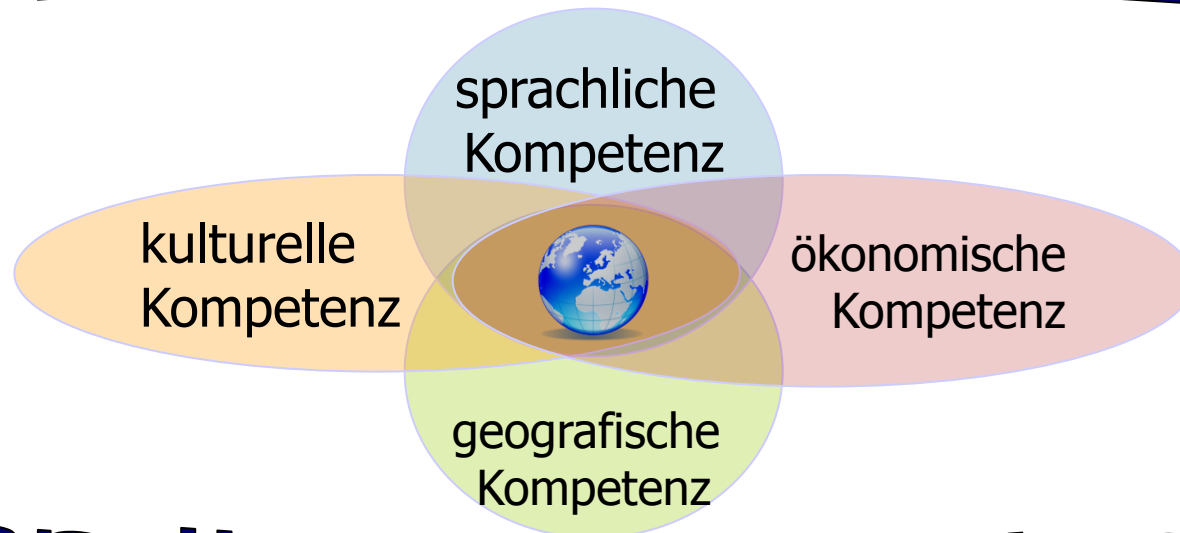 sprachliche
Kompetenz
kulturelle
Kompetenz
ökonomische
Kompetenz
geografische
Kompetenz